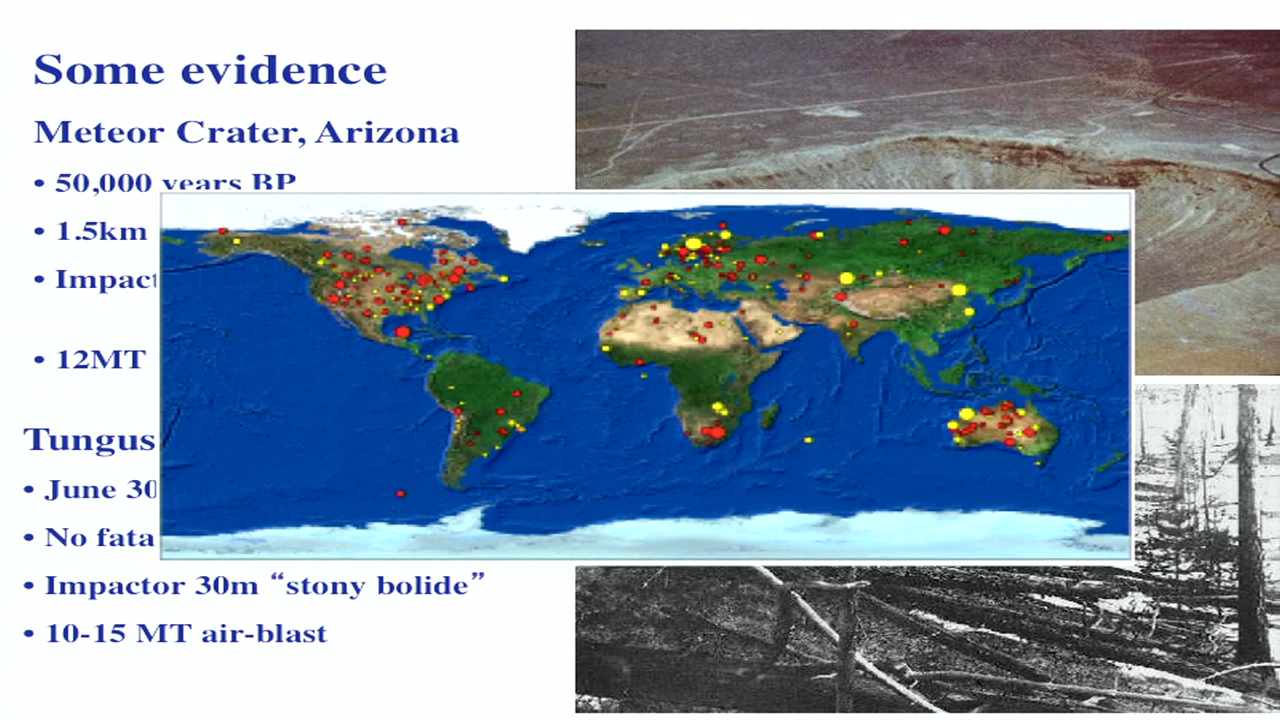 Some evidence
Meteor Crater, Arizona
• 50,000 years BP
• 1.5km
• Impact
• 12MT
Tungus
• June 30
• No fata
• Impactor 30m “stony bolide”
• 10-15 MT air-blast